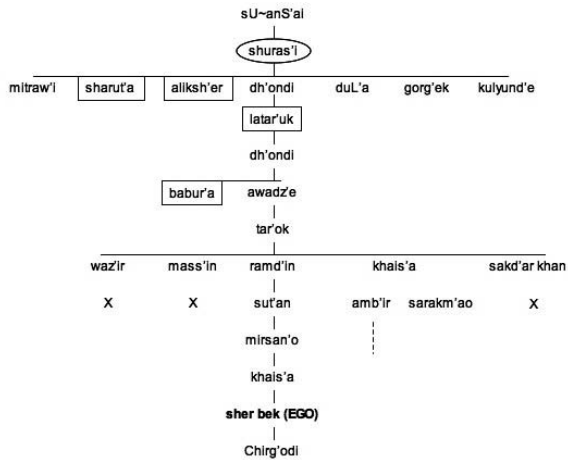 sU~anS'ai
shuras'i
mitraw'i sharut'a aliksh'er dh'ondi duL'a gorg'ek kulyund'e
latar'uk
dh'ondi
babur'a awadz'e
tar'ok
waz'ir mass'in ramd'in khais'a sakd'ar khan
X X sut'an amb'ir sarakm'ao X
mirsan'o
khais'a
sher bek (EGO)
Chirg'odi